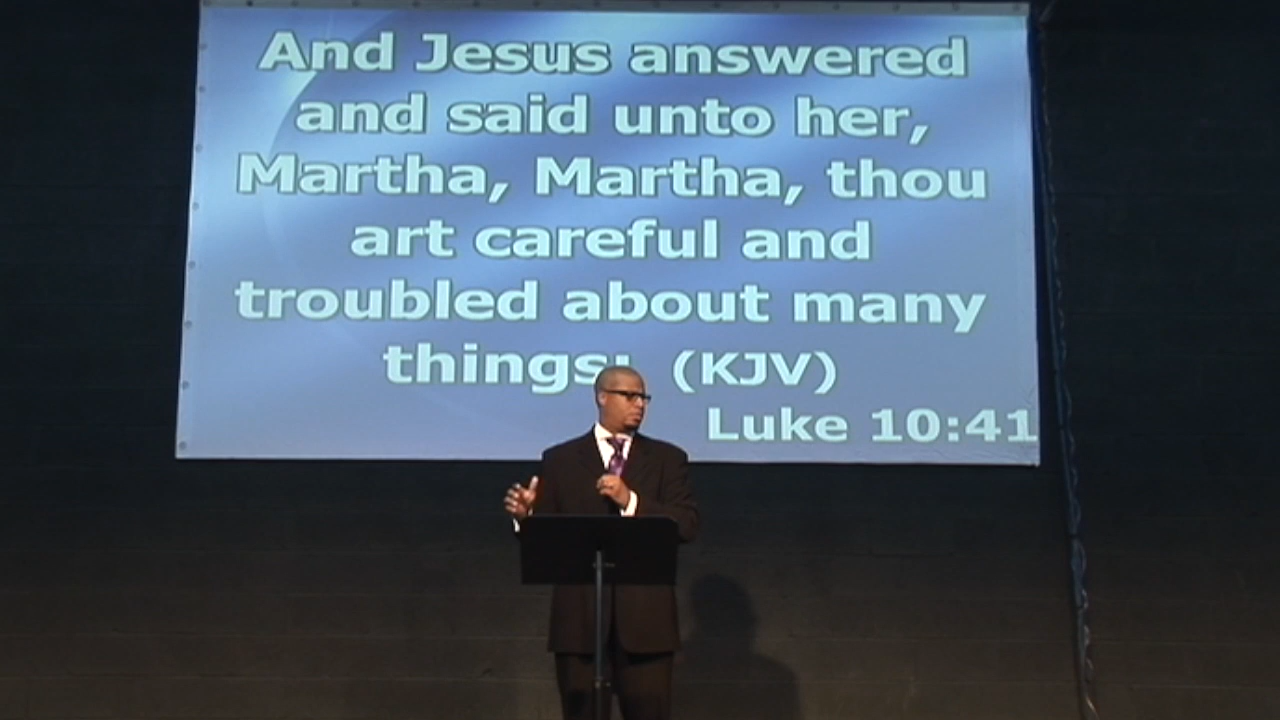 And Jesus answered
and said unto her,
Martha, Martha, thou
art careful and
troubled about many
things: (KJV)
Luke 10:41